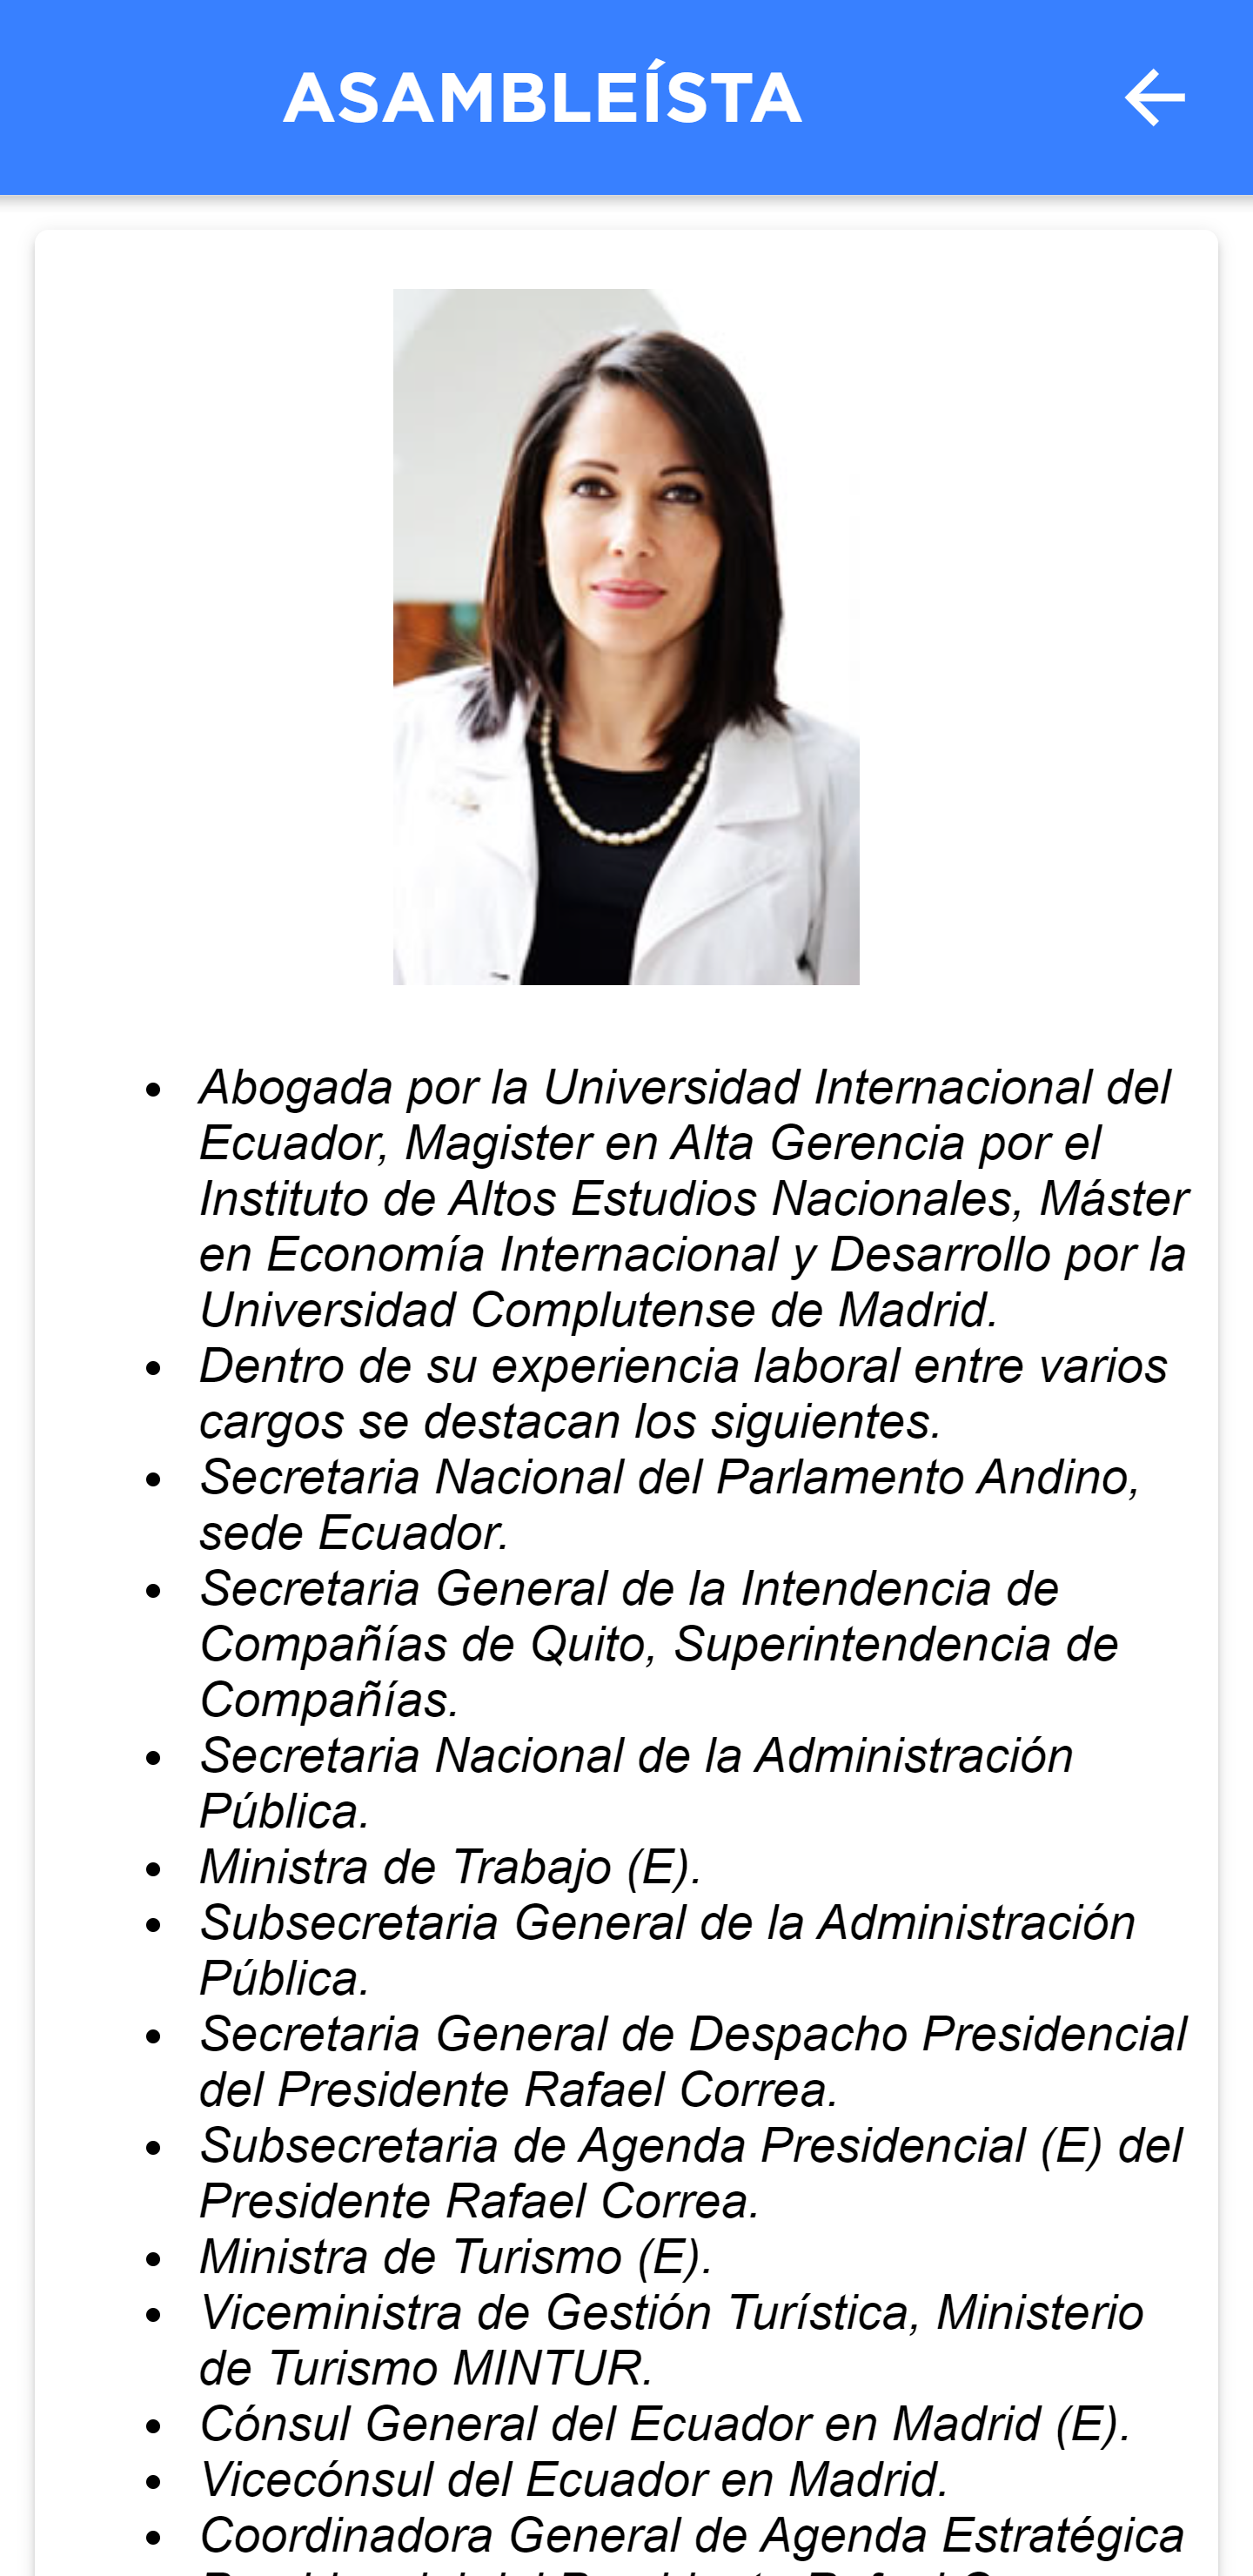 ASAMBLEÍSTA
• Abogada por la Universidad Internacional del
Ecuador, Magister en Alta Gerencia por el
Instituto de Altos Estudios Nacionales, Máster
en Economía Internacional y Desarrollo por la
Universidad Complutense de Madrid.
• Dentro de su experiencia laboral entre varios
cargos se destacan los siguientes.
• Secretaria Nacional del Parlamento Andino,
sede Ecuador.
• Secretaria General de la Intendencia de
Compañías de Quito, Superintendencia de
Compañías.
• Secretaria Nacional de la Administración
Pública.
• Ministra de Trabajo (E).
• Subsecretaria General de la Administración
Pública.
• Secretaria General de Despacho Presidencial
del Presidente Rafael Correa.
• Subsecretaria de Agenda Presidencial (E) del
Presidente Rafael Correa.
• Ministra de Turismo (E).
• Viceministra de Gestión Turística, Ministerio
de Turismo MINTUR.
• Cónsul General del Ecuador en Madrid (E).
• Vicecónsul del Ecuador en Madrid.
• Coordinadora General de Agenda Estratégica